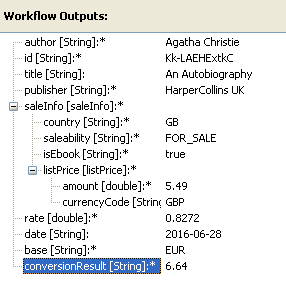 Workflow Outputs:
author [String]:* Agatha Christie
id [String]:* Kk-LAEHExtkC
title [String]: An Autobiography
publisher [String]:* HarperCollins UK
saleInfo [saleInfo]:*
country [String]:* GB
saleability [String]:* FOR_SALE
isEbook [String]:* true
listPrice [listPrice]:*
amount [double]:* 5.49
currencyCode [String GBP
rate [double]:* 0.8272
date [String]: 2016-06-28
base [String]:* EUR
conversionResult [String]:* 6.64